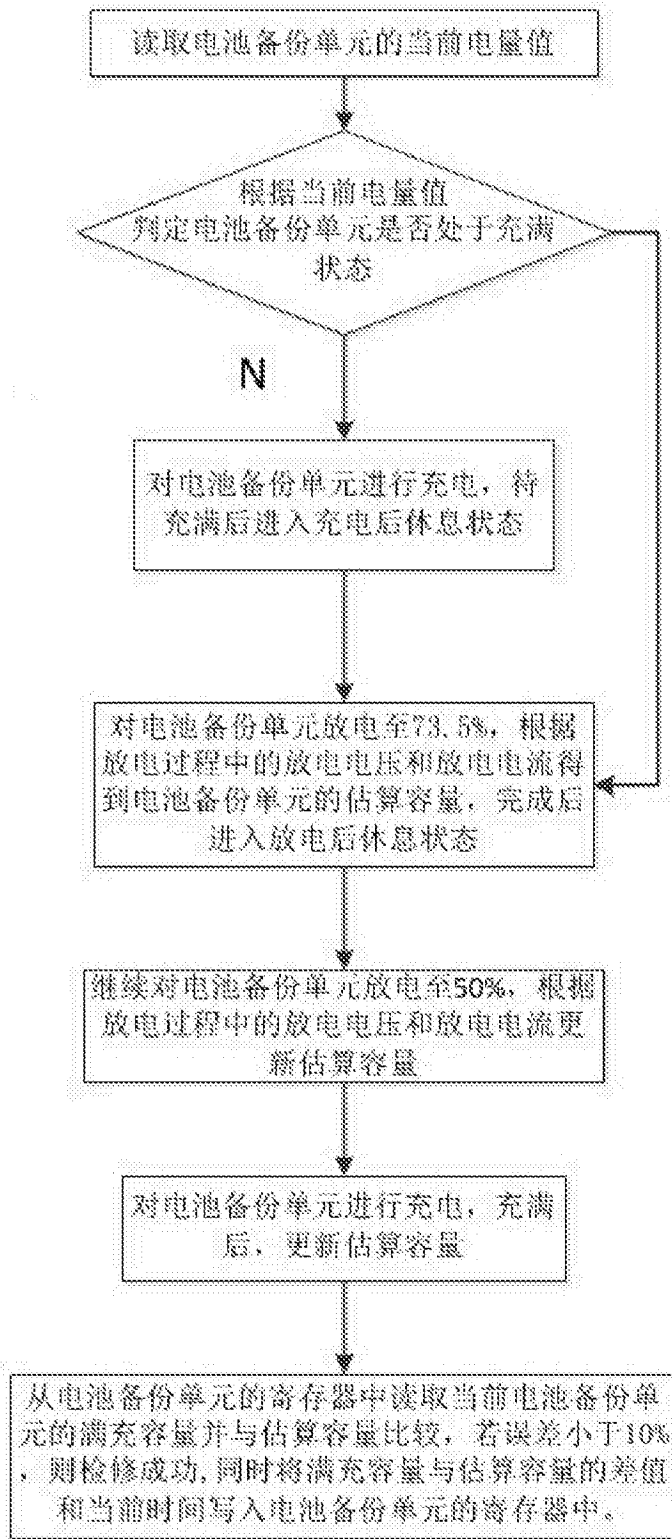 读取电池备份单元的当前电量值
根据当前电量值
判定电池备份单元是否处于充满
状态
N
对电池备份单元进行充电，待
充满后进入充电后休息状态
对电池备份单元放电至73.5%，根据
放电过程中的放电电压和放电电流得
到电池备份单元的估算容量，完成后
进入放电后休息状态
继续对电池备份单元放电至50%，根据
放电过程中的放电电压和放电电流更
新估算容量
对电池备份单元进行充电，充满
后，更新估算容量
从电池备份单元的寄存器中读取当前电池备份单
元的满充容量并与估算容量比较，若误差小于10%
，则检修成功,同时将满充容量与估算容量的差值
和当前时间写入电池备份单元的寄存器中。